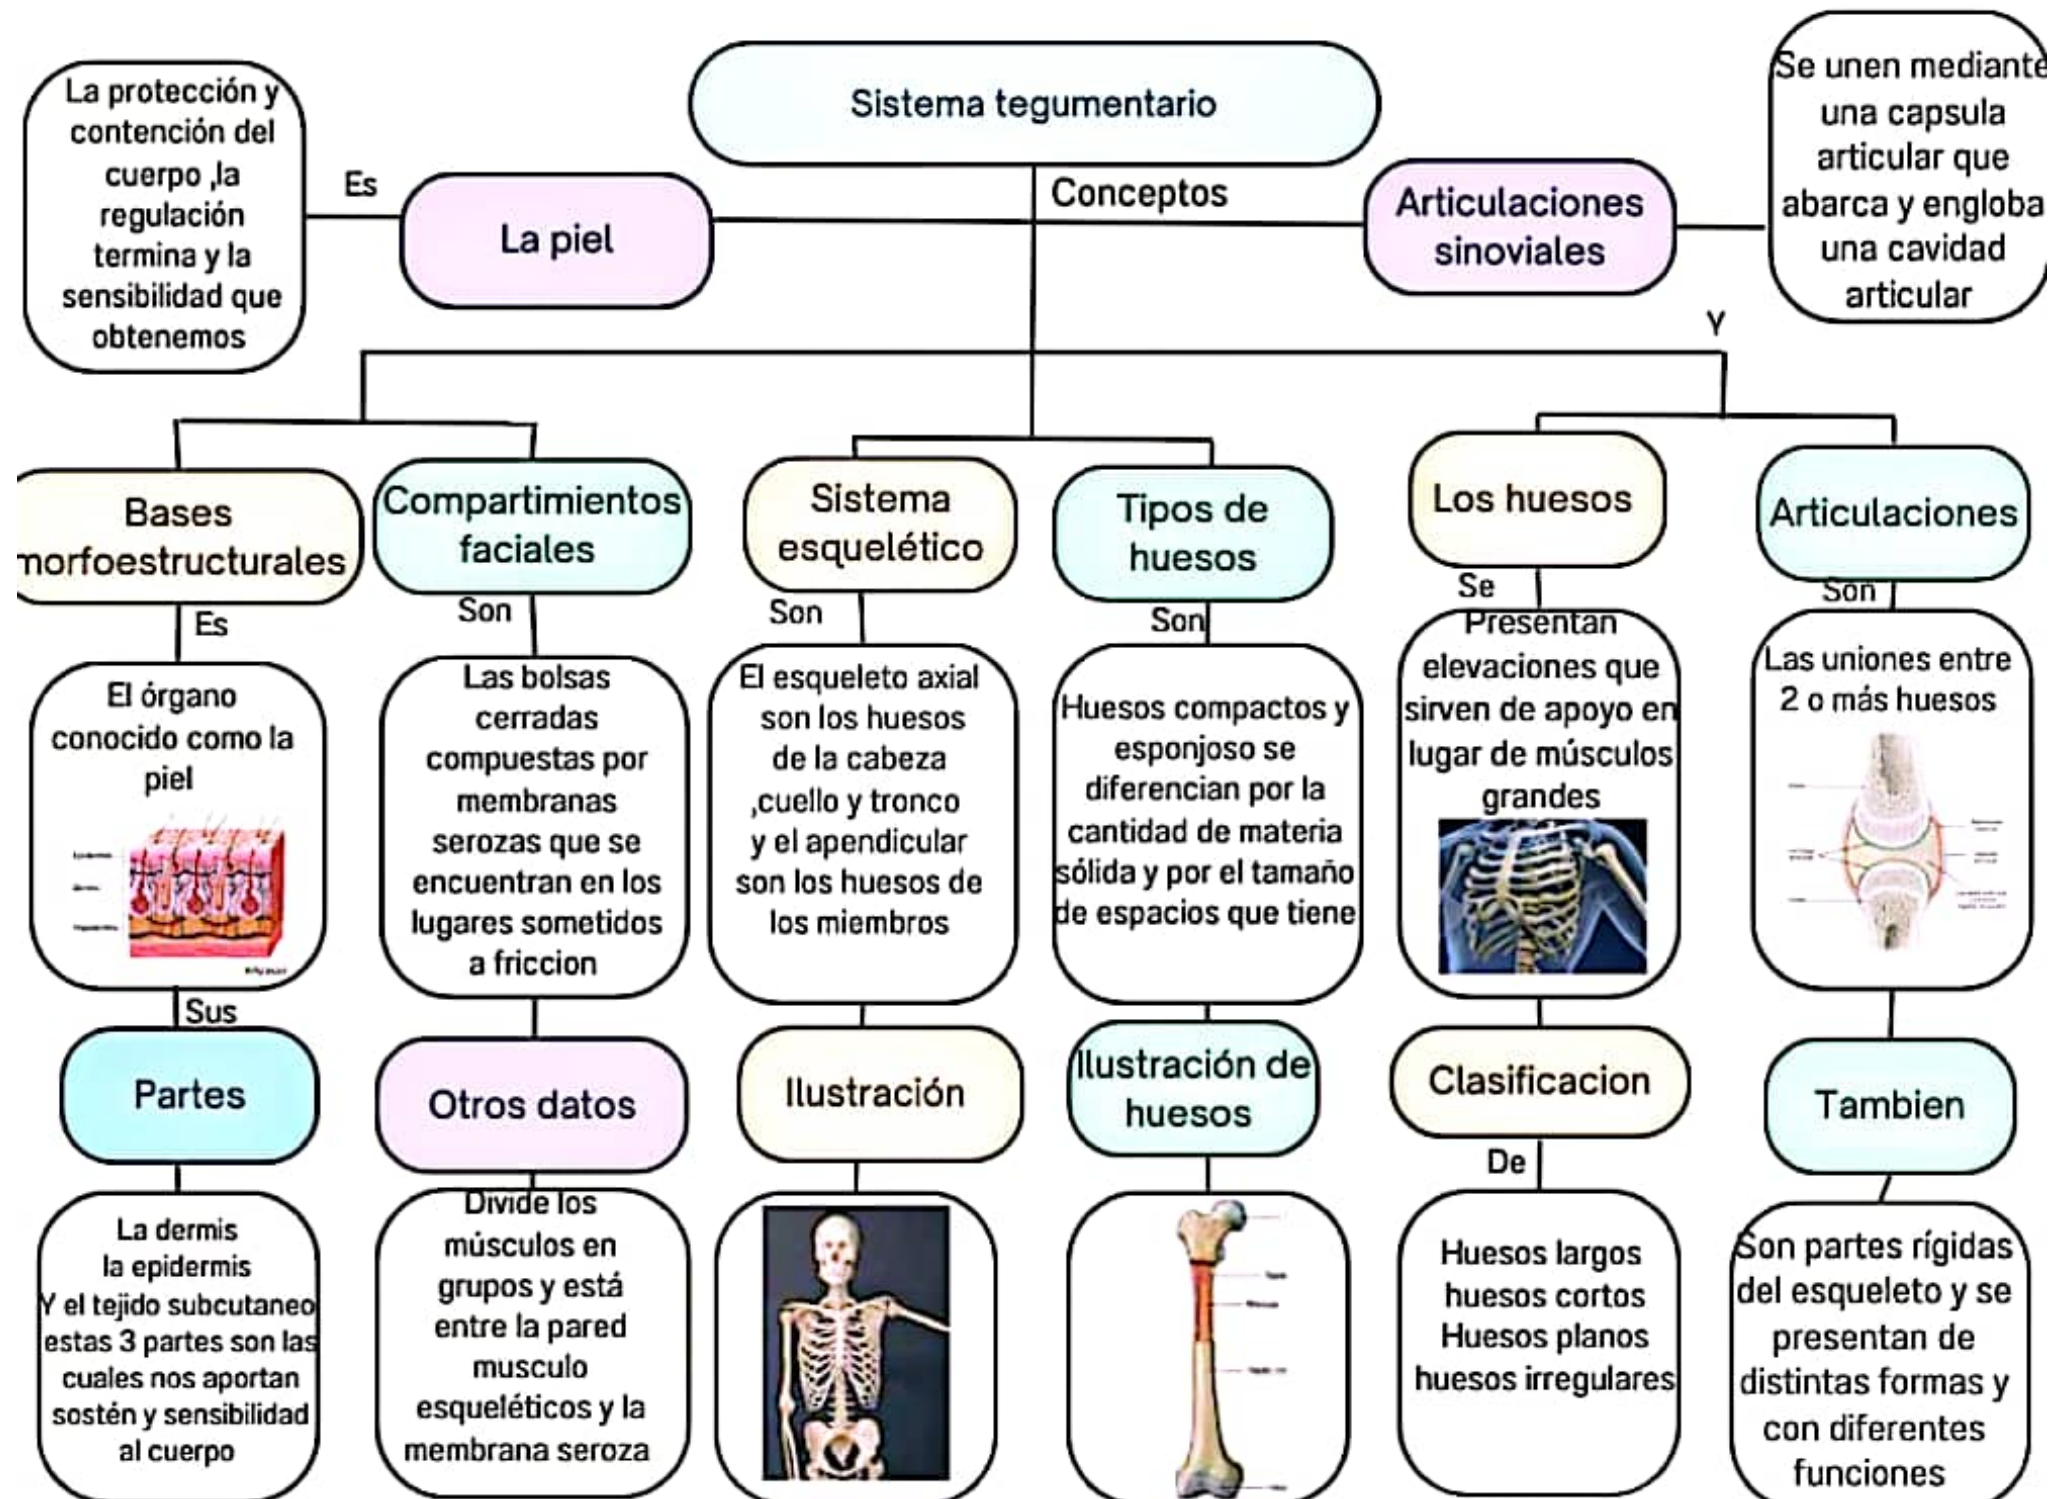 Sistema tegumentario
La protección y
contención del
cuerpo ,la
regulación
termina y la
sensibilidad que
obtenemos
Es
La piel
Conceptos
Articulaciones
sinoviales
Se unen mediante
una capsula
articular que
abarca y engloba
una cavidad
articular
Y
Bases
morfoestructurales
Es
El órgano
conocido como la
piel
Sus
Partes
La dermis
la epidermis
Y el tejido subcutaneo
estas 3 partes son las
cuales nos aportan
sostén y sensibilidad
al cuerpo
Compartimientos
faciales
Son
Las bolsas
cerradas
compuestas por
membranas
serozas que se
encuentran en los
lugares sometidos
a friccion
Otros datos
Divide los
músculos en
grupos y está
entre la pared
musculo
esqueléticos y la
membrana seroza
Sistema
esquelético
Son
El esqueleto axial
son los huesos
de la cabeza
,cuello y tronco
y el apendicular
son los huesos de
los miembros
Ilustración
Tipos de
huesos
Son
Huesos compactos y
esponjoso se
diferencian por la
cantidad de materia
sólida y por el tamaño
de espacios que tiene
Ilustración de
huesos
Los huesos
Se
Presentan
elevaciones que
sirven de apoyo en
lugar de músculos
grandes
Clasificacion
De
Huesos largos
huesos cortos
Huesos planos
huesos irregulares
Articulaciones
Son
Las uniones entre
2 o más huesos
Tambien
Son partes rígidas
del esqueleto y se
presentan de
distintas formas y
con diferentes
funciones